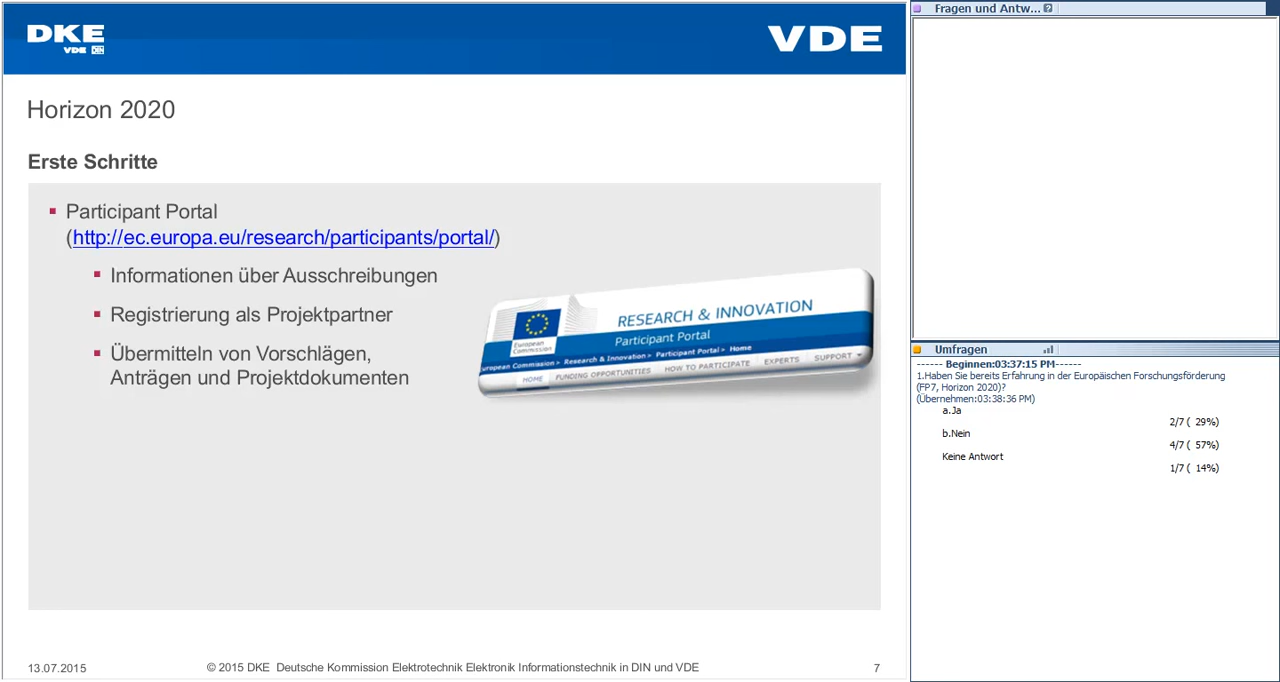 DKE
VDE DIN
VDE
Horizon 2020
Erste Schritte
Participant Portal
(http://ec.europa.eu/research/participants/portal/)
Informationen über Ausschreibungen
Registrierung als Projektpartner
Übermitteln von Vorschlägen,
Anträgen und Projektdokumenten
RESEARCH & INNOVATION
Participant Portal
European
Commission
uropean Commission > Research & Innovation > Participant Portal > Home
HOME FUNDING OPPORTUNITIES HOW TO PARTICIPATE EXPERTS SUPPORT
13.07.2015
© 2015 DKE Deutsche Kommission Elektrotechnik Elektronik Informationstechnik in DIN und VDE
7
Fragen und Antw... ?
Umfragen
------ Beginnen:03:37:15 PM------
1.Haben Sie bereits Erfahrung in der Europäischen Forschungsförderung
(FP7, Horizon 2020)?
(Übernehmen:03:38:36 PM)
a.Ja
2/7 ( 29%)
b.Nein
4/7 ( 57%)
Keine Antwort
1/7 ( 14%)